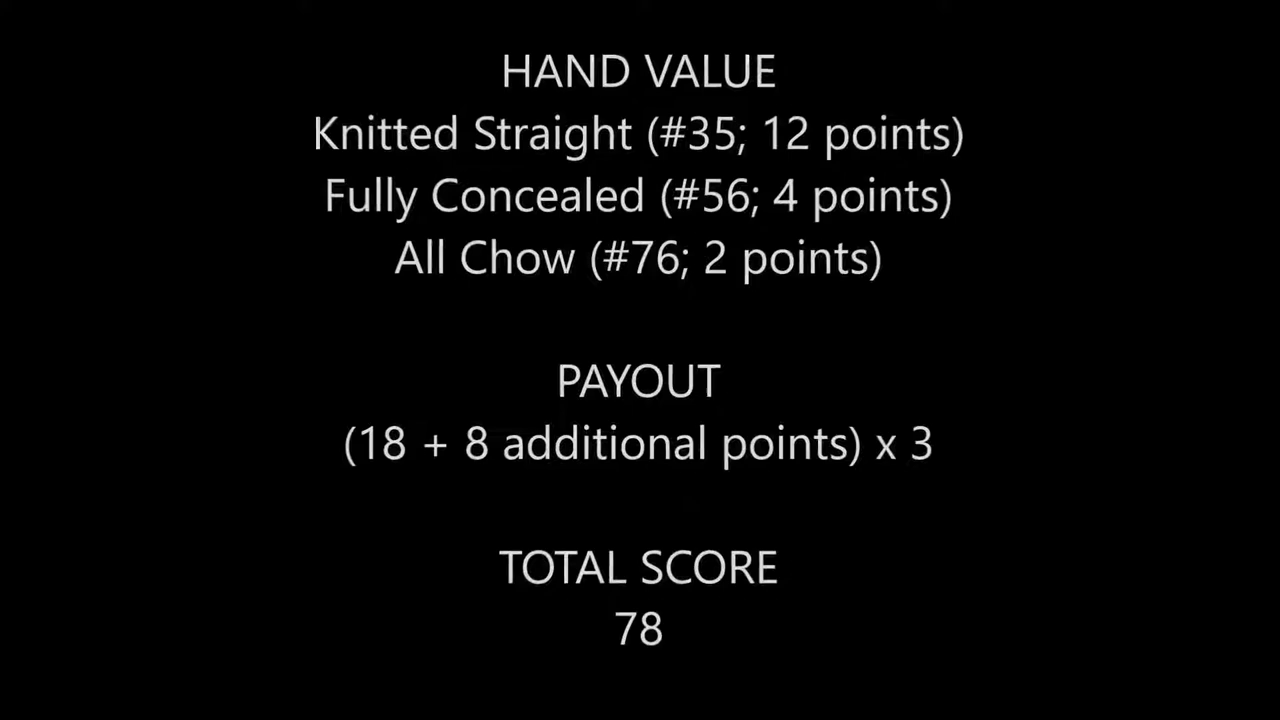 HAND VALUE
Knitted Straight (#35; 12 points)
Fully Concealed (#56; 4 points)
All Chow (#76; 2 points)
PAYOUT
(18 + 8 additional points) x 3
TOTAL SCORE
78